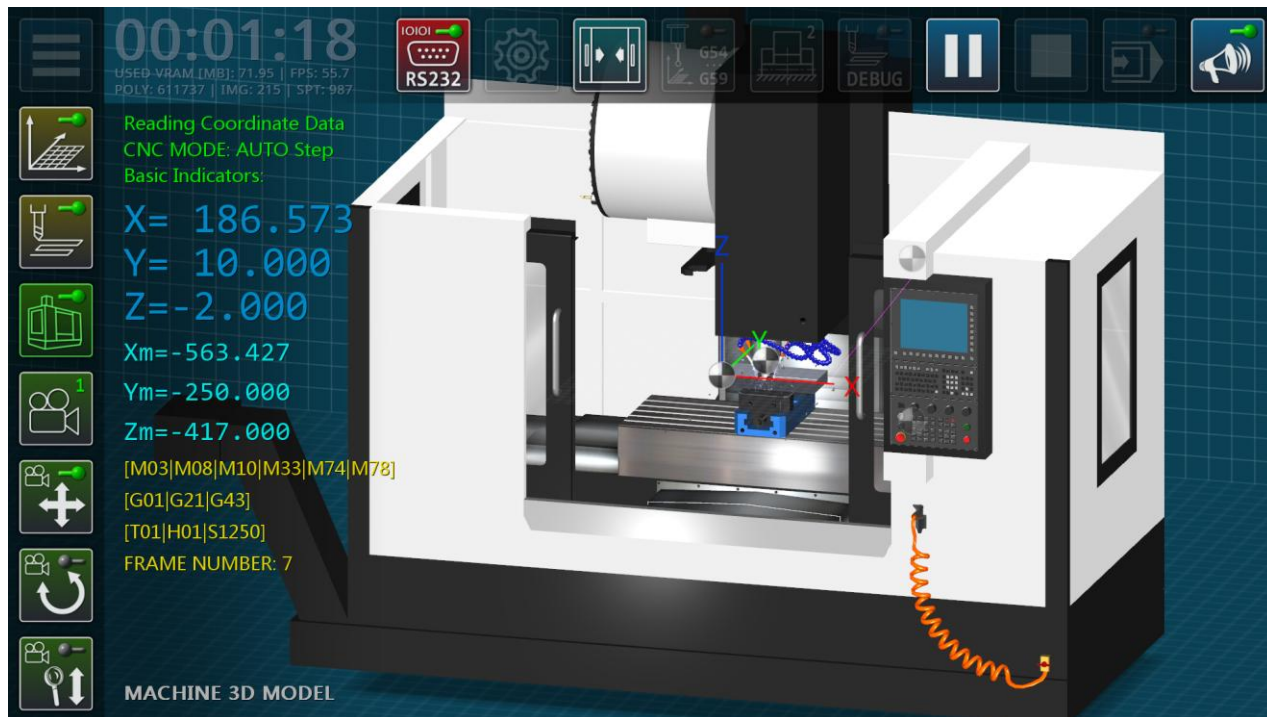 00:01:18
USED VRAM [MB]: 71.95 | FPS: 55.7
POLY: 611737 | IMG: 215 | SPT: 987
IOIOI
RS232
G54
G59
2
DEBUG
Reading Coordinate Data
CNC MODE: AUTO Step
Basic Indicators:
X= 186.573
Y= 10.000
Z=-2.000
Xm=-563.427
Ym=-250.000
Zm=-417.000
[M03|M08|M10|M33|M74|M78]
[G01|G21|G43]
[T01|H01|S1250]
FRAME NUMBER: 7
1
Z
Y
X
MACHINE 3D MODEL